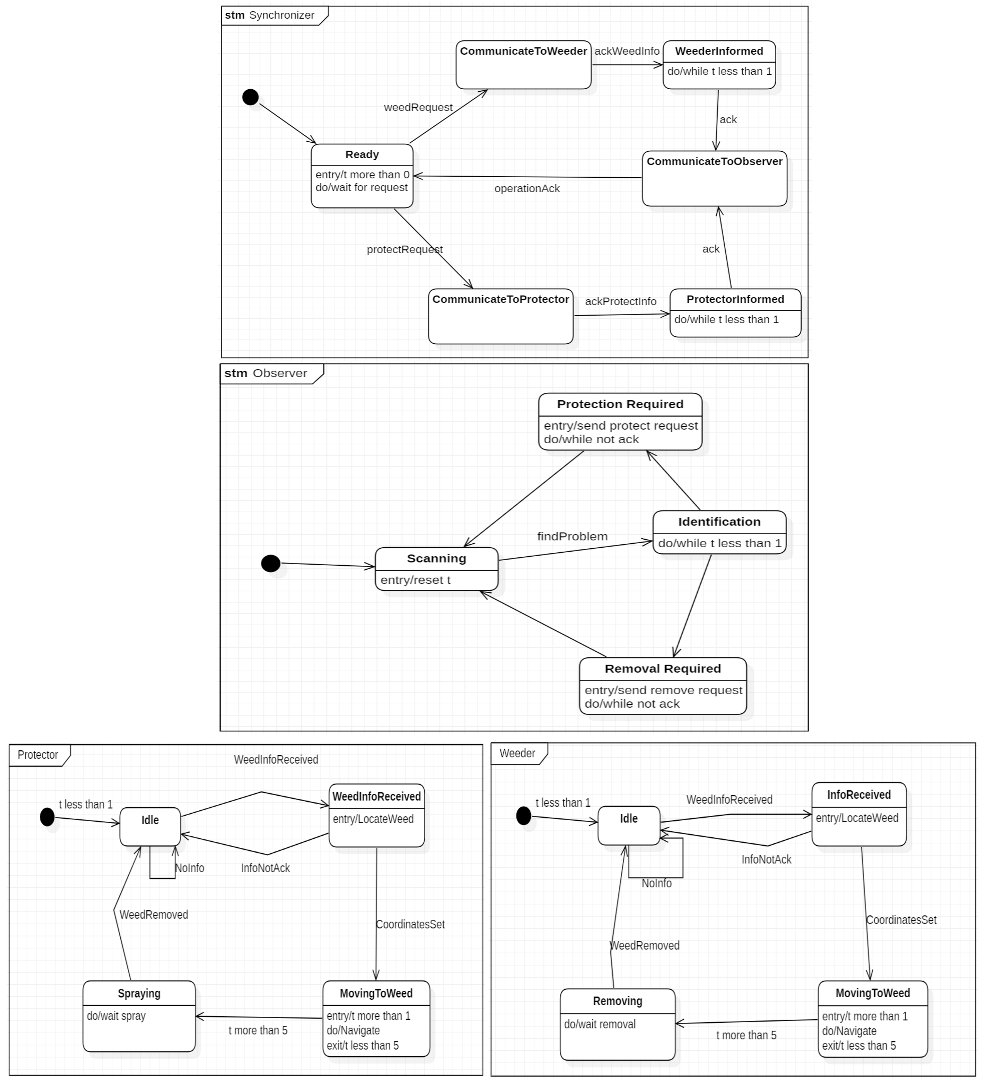 stm Synchronizer
CommunicateToWeeder
ackWeedInfo
WeederInformed
do/while t less than 1
weedRequest
ack
Ready
entry/t more than 0
do/wait for request
CommunicateToObserver
operationAck
protectRequest
ack
CommunicateToProtector
ackProtectInfo
ProtectorInformed
do/while t less than 1
stm Observer
Protection Required
entry/send protect request
do/while not ack
findProblem
Identification
do/while t less than 1
Scanning
entry/reset t
Removal Required
entry/send remove request
do/while not ack
Protector
WeedInfoReceived
t less than 1
Idle
WeedInfoReceived
entry/LocateWeed
NoInfo
InfoNotAck
WeedRemoved
CoordinatesSet
Spraying
do/wait spray
t more than 5
MovingToWeed
entry/t more than 1
do/Navigate
exit/t less than 5
Weeder
t less than 1
Idle
WeedInfoReceived
InfoReceived
entry/LocateWeed
InfoNotAck
NoInfo
CoordinatesSet
WeedRemoved
Removing
do/wait removal
t more than 5
MovingToWeed
entry/t more than 1
do/Navigate
exit/t less than 5